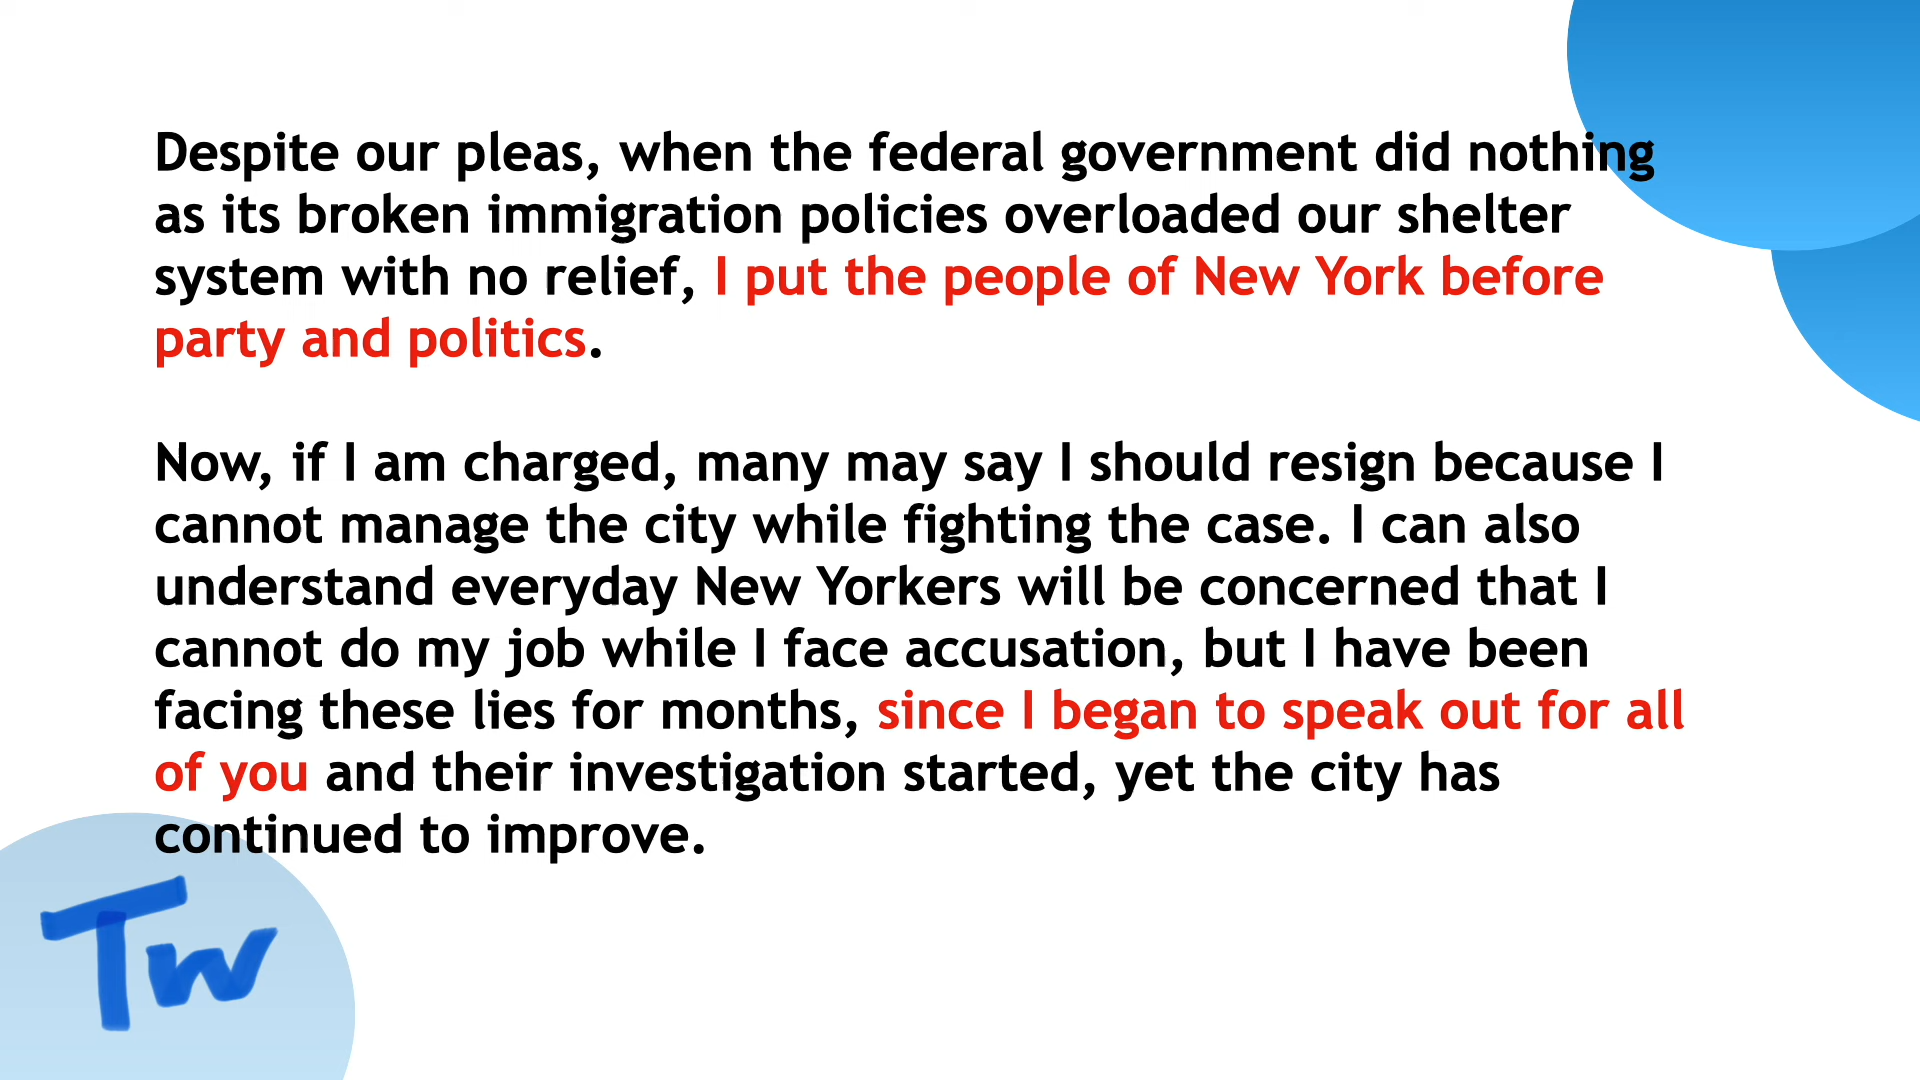 Despite our pleas, when the federal government did nothing
as its broken immigration policies overloaded our shelter
system with no relief, I put the people of New York before
party and politics.
Now, if I am charged, many may say I should resign because I
cannot manage the city while fighting the case. I can also
understand everyday New Yorkers will be concerned that I
cannot do my job while I face accusation, but I have been
facing these lies for months, since I began to speak out for all
of you and their investigation started, yet the city has
continued to improve.
Tw